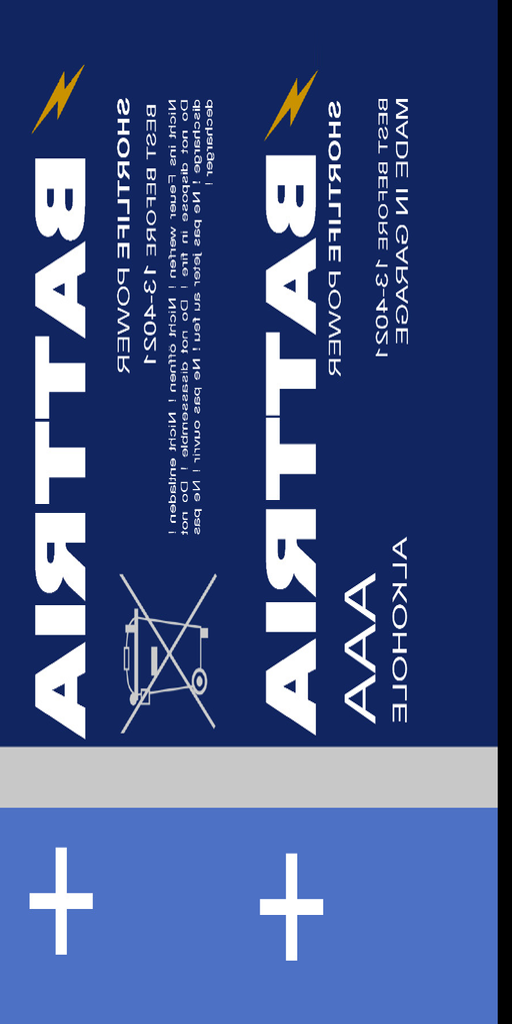 BATTRIA
SHORTLIFE POWER
BEST BEFORE 13-4021
Nicht ins Feuer werfen ! Nicht öffnen ! Nicht
Do not dispose in fire ! Do not disassemble ! Do not
discharge ! Ne pas jeter au feu ! Ne pas ouvrir ! Ne pas
decharger !
BATTRIA
SHORTLIFE POWER
AAA
BEST BEFORE 13-4021
MADE IN GARAGE
ALKOHOLE
+
+